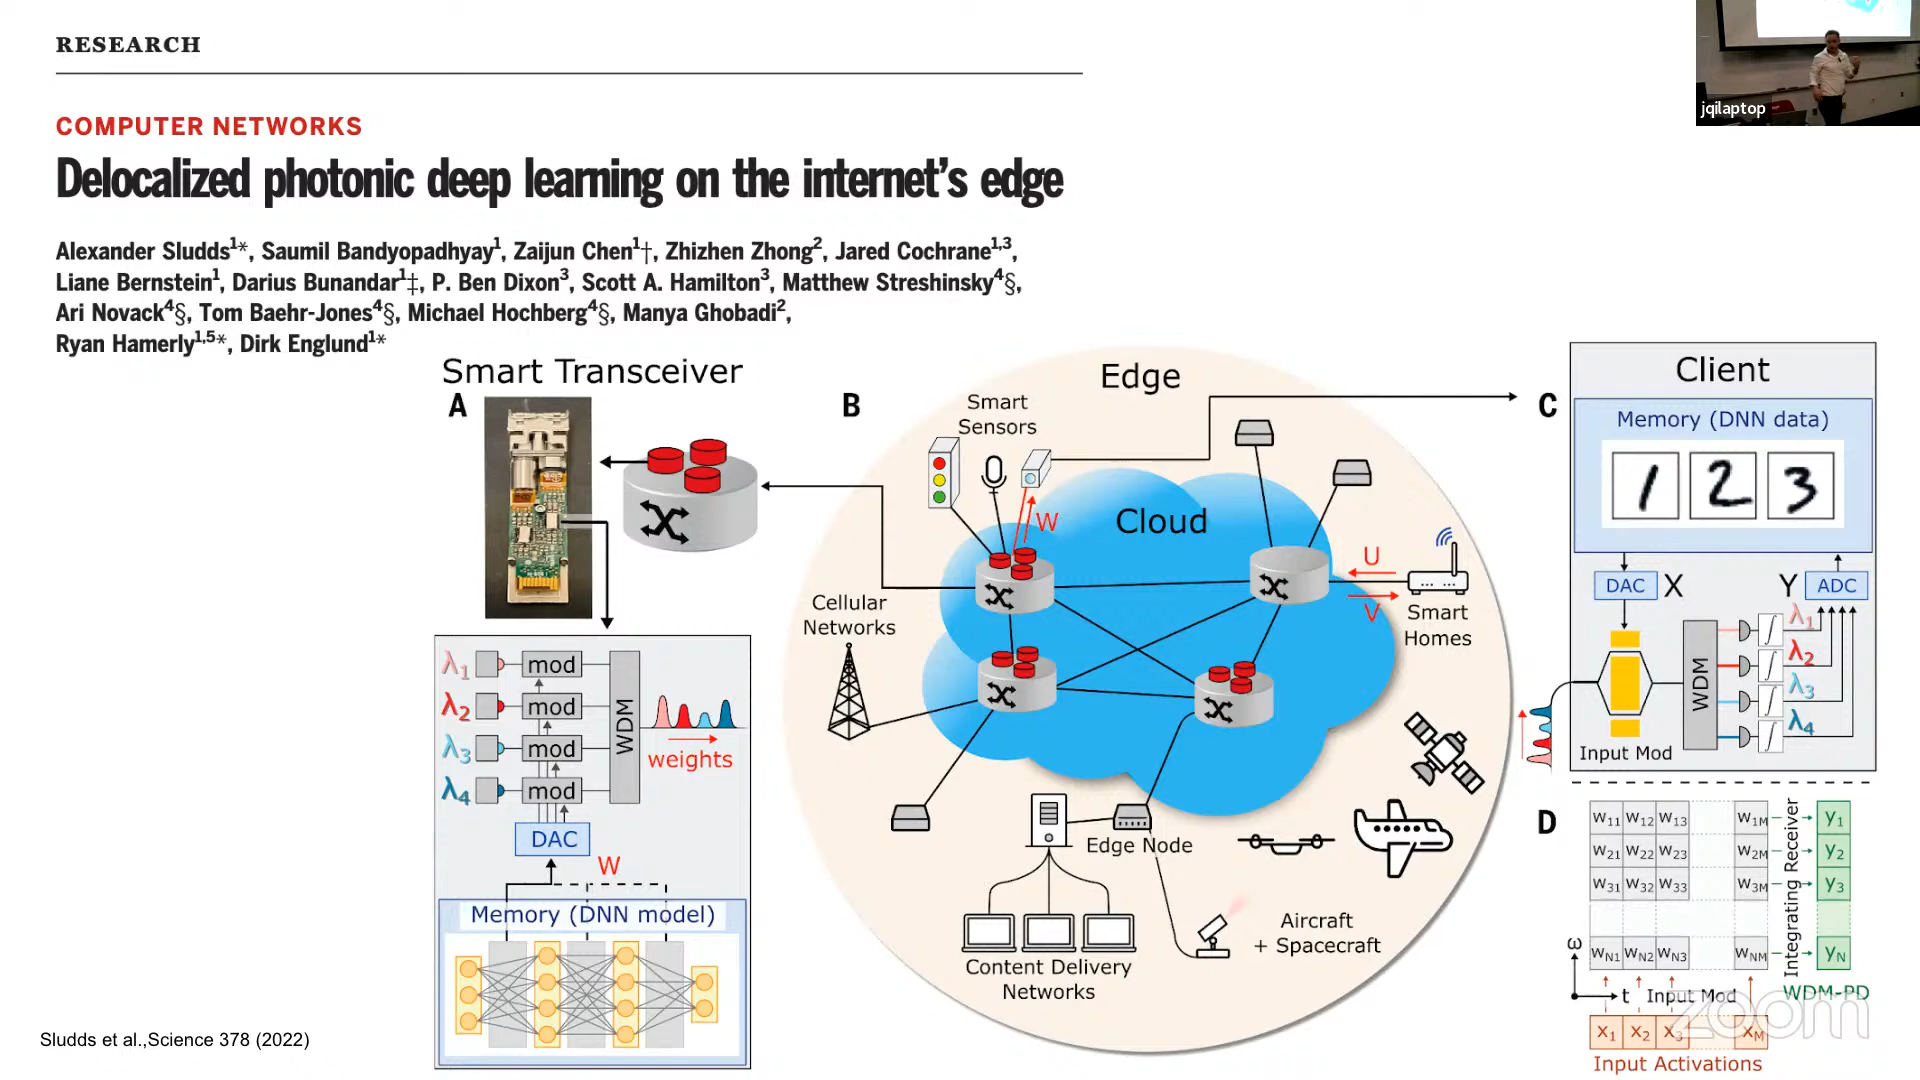 RESEARCH
COMPUTER NETWORKS
Delocalized photonic deep learning on the internet's edge
Alexander Sludds1*, Saumil Bandyopadhyay1, Zaijun Chen1†, Zhizhen Zhong2, Jared Cochrane1,3,
Liane Bernstein1, Darius Bunandar1‡, P. Ben Dixon3, Scott A. Hamilton3, Matthew Streshinsky4§,
Ari Novack4§, Tom Baehr-Jones4§, Michael Hochberg4§, Manya Ghobadi2,
Ryan Hamerly1,5*, Dirk Englund1*
jqilaptop
Smart Transceiver
A
λ1
mod
λ2
mod
λ3
mod
λ4
mod
WDM
weights
DAC
W
Memory (DNN model)
B
Edge
Smart
Sensors
W
Cloud
U
V
Smart
Homes
Cellular
Networks
Edge Node
Content Delivery
Networks
Aircraft
+ Spacecraft
C
Client
Memory (DNN data)
1 2 3
DAC
X
Y
ADC
λ1
λ2
λ3
λ4
WDM
∫
∫
∫
∫
Input Mod
D
w11 w12 w13 w1M y1
w21 w22 w23 w2M y2
w31 w32 w33 w3M y3
wN1 wN2 wN3 wNM yN
Integrating Receiver
ω
t
Input Mod
WDM-PD
x1 x2 x3 xM
Input Activations
zoom
Sludds et al.,Science 378 (2022)